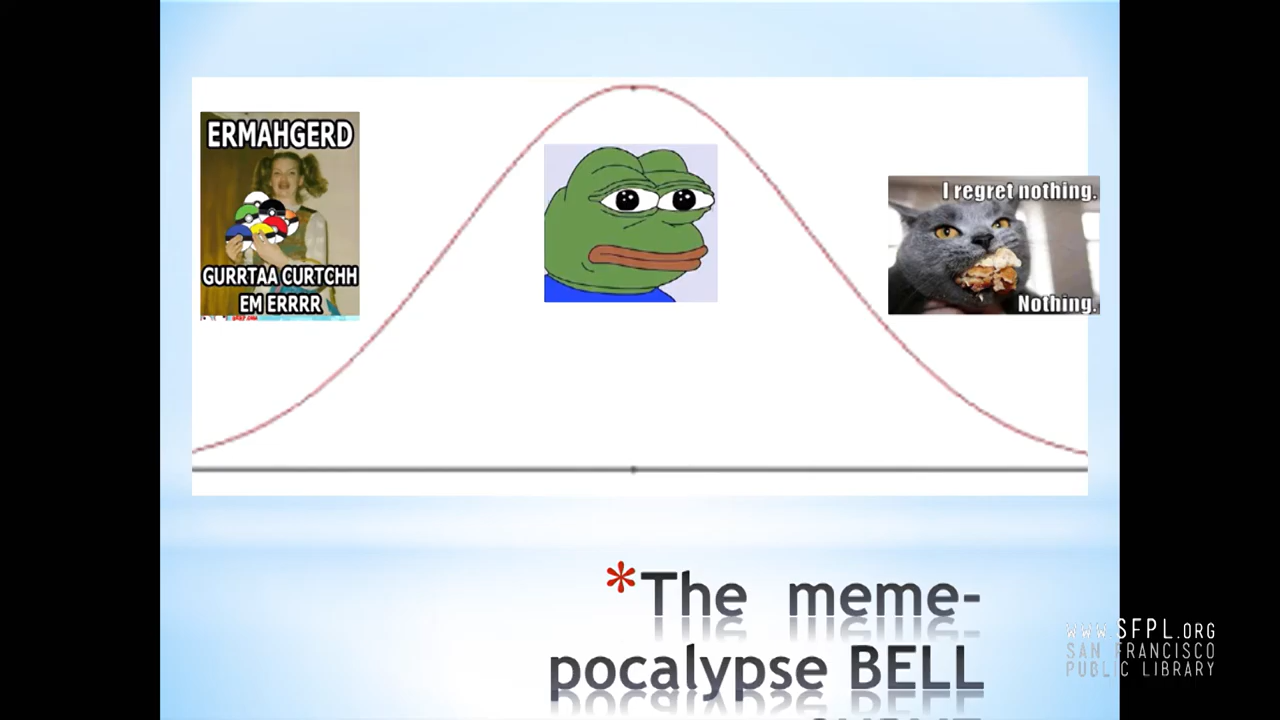 ERMAHGERD
GURRTAA CURTCHH
EM ERRRR
I regret nothing.
Nothing.
*The meme-
pocalypse BELL
www.SFPL.ORG
SAN FRANCISCO
PUBLIC LIBRARY